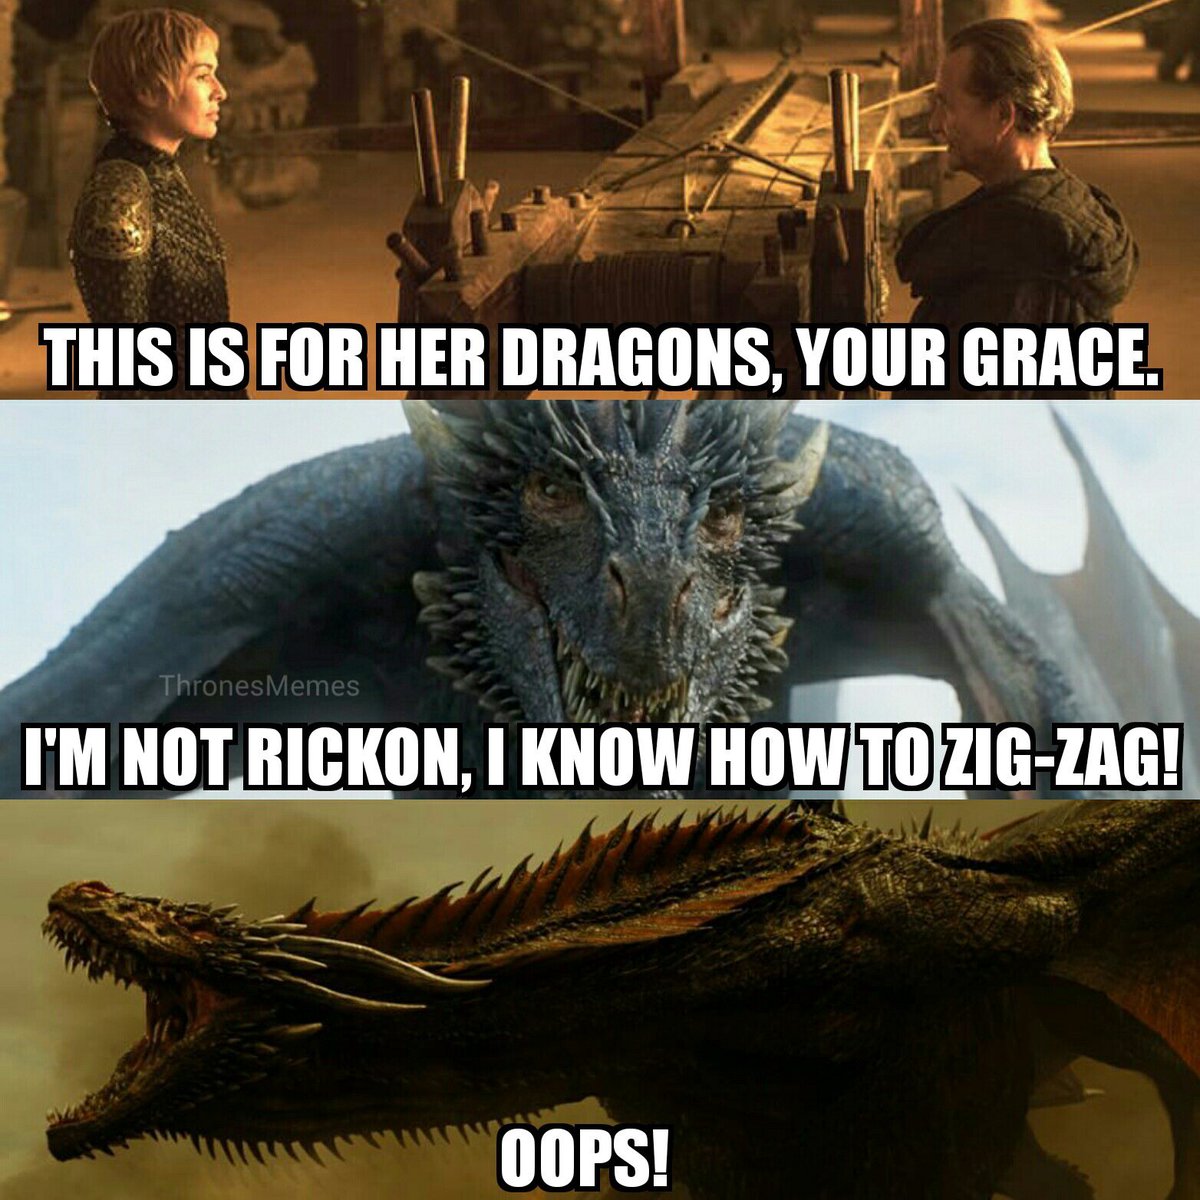 THIS IS FOR HER DRAGONS, YOUR GRACE.
ThronesMemes
I'M NOT RICKON, I KNOW HOW TO ZIG-ZAG!
OOPS!